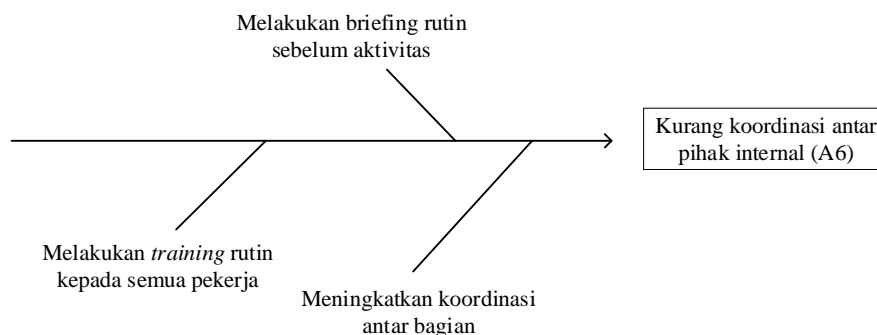 Melakukan briefing rutin
sebelum aktivitas
Kurang koordinasi antar
pihak internal (A6)
Melakukan training rutin
kepada semua pekerja
Meningkatkan koordinasi
antar bagian